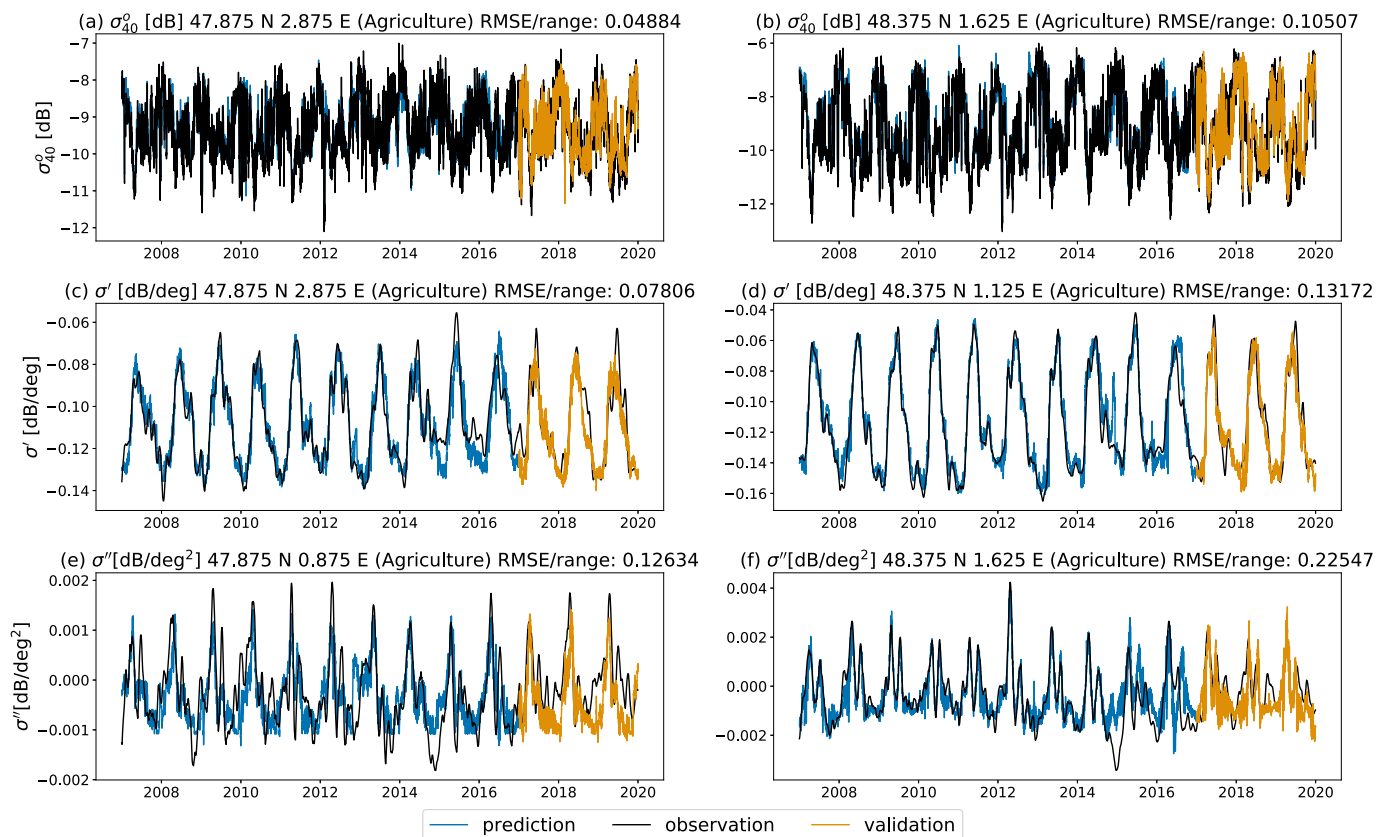 (a) σ°₄₀ [dB] 47.875 N 2.875 E (Agriculture) RMSE/range: 0.04884
(b) σ°₄₀ [dB] 48.375 N 1.625 E (Agriculture) RMSE/range: 0.10507
σ°₄₀ [dB]
−7
−8
−9
−10
−11
−12
2008 2010 2012 2014 2016 2018 2020
−6
−8
−10
−12
2008 2010 2012 2014 2016 2018 2020
(c) σ′ [dB/deg] 47.875 N 2.875 E (Agriculture) RMSE/range: 0.07806
(d) σ′ [dB/deg] 48.375 N 1.125 E (Agriculture) RMSE/range: 0.13172
σ′ [dB/deg]
−0.06
−0.08
−0.10
−0.12
−0.14
2008 2010 2012 2014 2016 2018 2020
−0.04
−0.06
−0.08
−0.10
−0.12
−0.14
−0.16
2008 2010 2012 2014 2016 2018 2020
(e) σ″[dB/deg²] 47.875 N 0.875 E (Agriculture) RMSE/range: 0.12634
(f) σ″[dB/deg²] 48.375 N 1.625 E (Agriculture) RMSE/range: 0.22547
σ″[dB/deg²]
0.002
0.001
0.000
−0.001
−0.002
2008 2010 2012 2014 2016 2018 2020
0.004
0.002
0.000
−0.002
2008 2010 2012 2014 2016 2018 2020
prediction observation validation